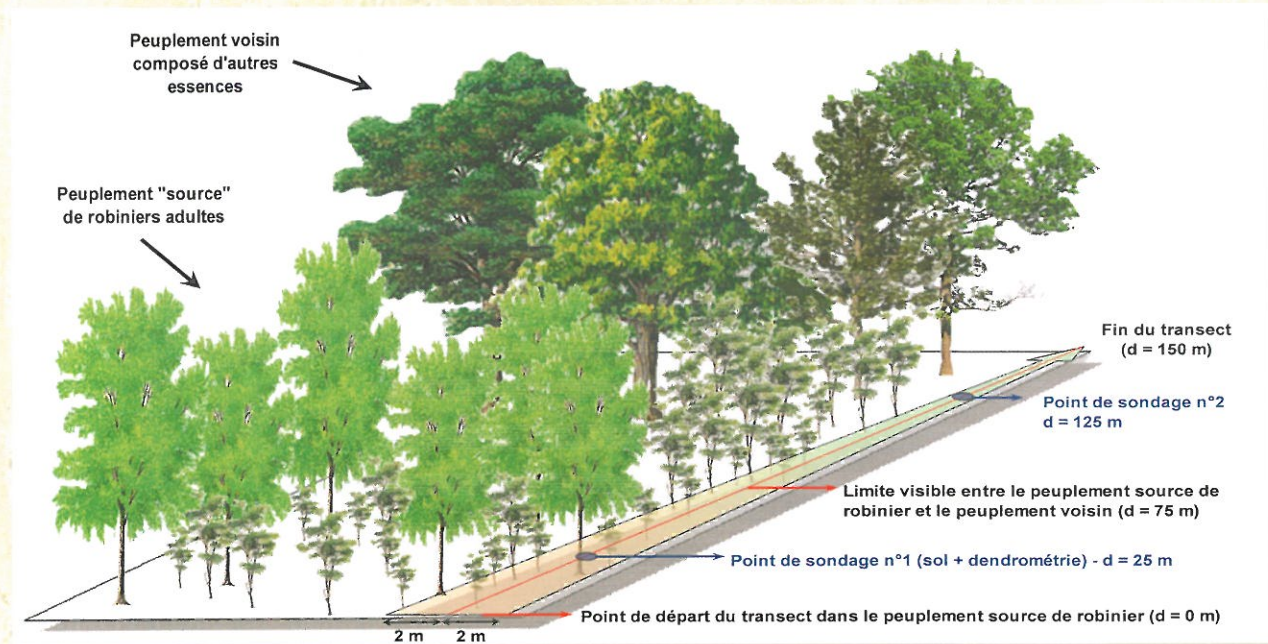 Peuplement voisin
composé d'autres
essences
Peuplement "source"
de robiniers adultes
Fin du transect
(d = 150 m)
Point de sondage n°2
d = 125 m
Limite visible entre le peuplement source de
robinier et le peuplement voisin (d = 75 m)
Point de sondage n°1 (sol + dendrométrie) - d = 25 m
Point de départ du transect dans le peuplement source de robinier (d = 0 m)
2 m 2 m